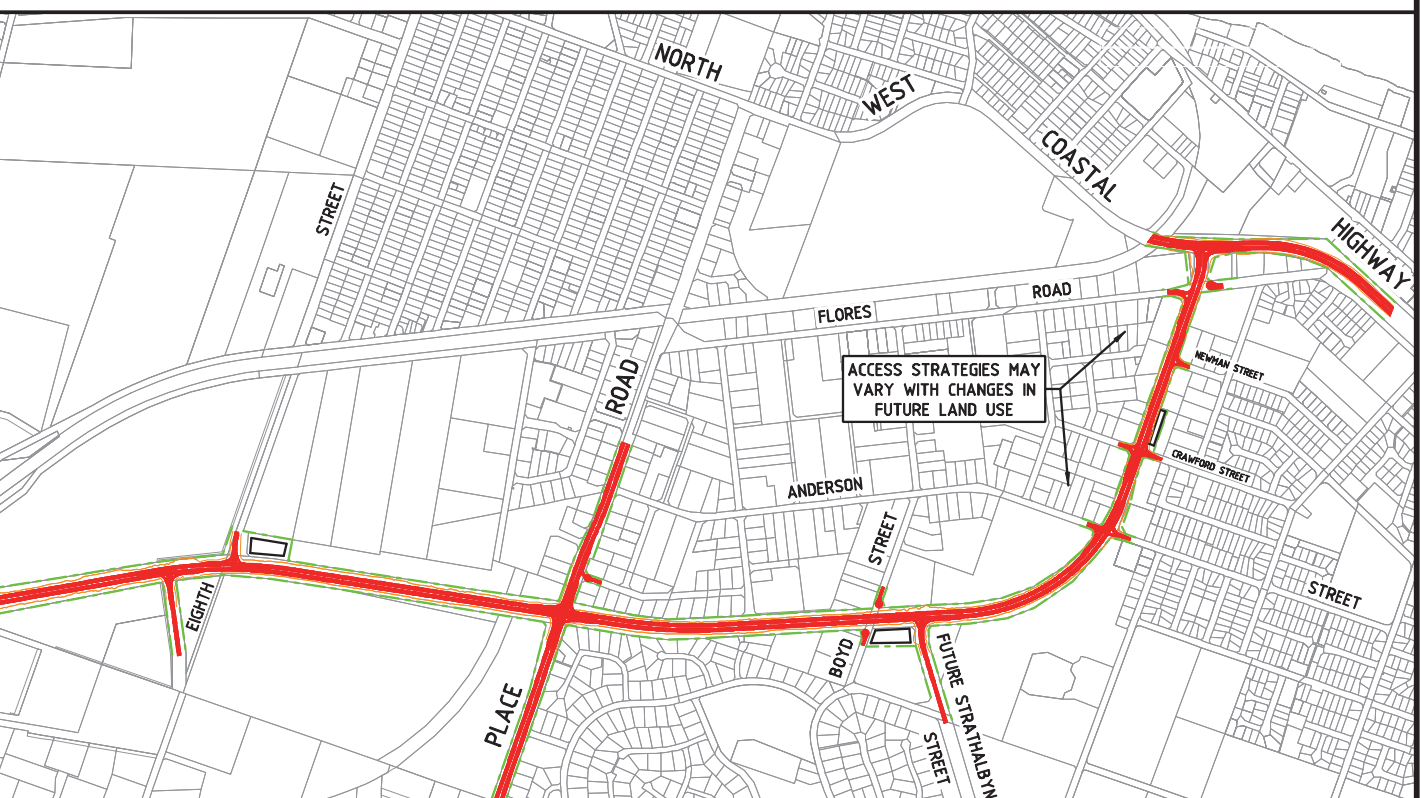 NORTH
WEST
COASTAL
HIGHWAY
STREET
FLORES
ROAD
ROAD
NEWMAN STREET
ACCESS STRATEGIES MAY
VARY WITH CHANGES IN
FUTURE LAND USE
CRAWFORD STREET
ANDERSON
STREET
STREET
EIGHTH
BOYD
PLACE
FUTURE STRATHALBYN
STREET